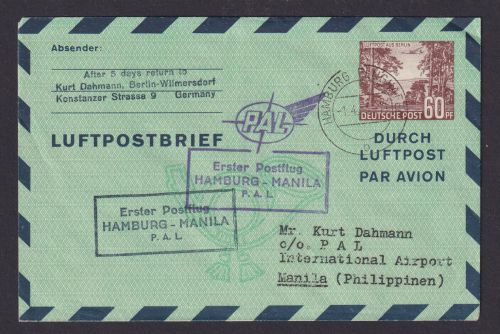 Absender:
After 5 days return to
Kurt Dahmann, Berlin-Wilmersdorf
Konstanzer Strasse 9 Germany
LUFTPOSTBRIEF
PAL
LUFTPOST AUS BERLIN
DEUTSCHE POST
60 PF
HAMBURG
DURCH
LUFTPOST
PAR AVION
Erster Postflug
HAMBURG - MANILA
P. A. L.
Erster Postflug
HAMBURG - MANILA
P. A. L.
Mr. Kurt Dahmann
c/o. P A L
International Airport
Manila (Philippinen)